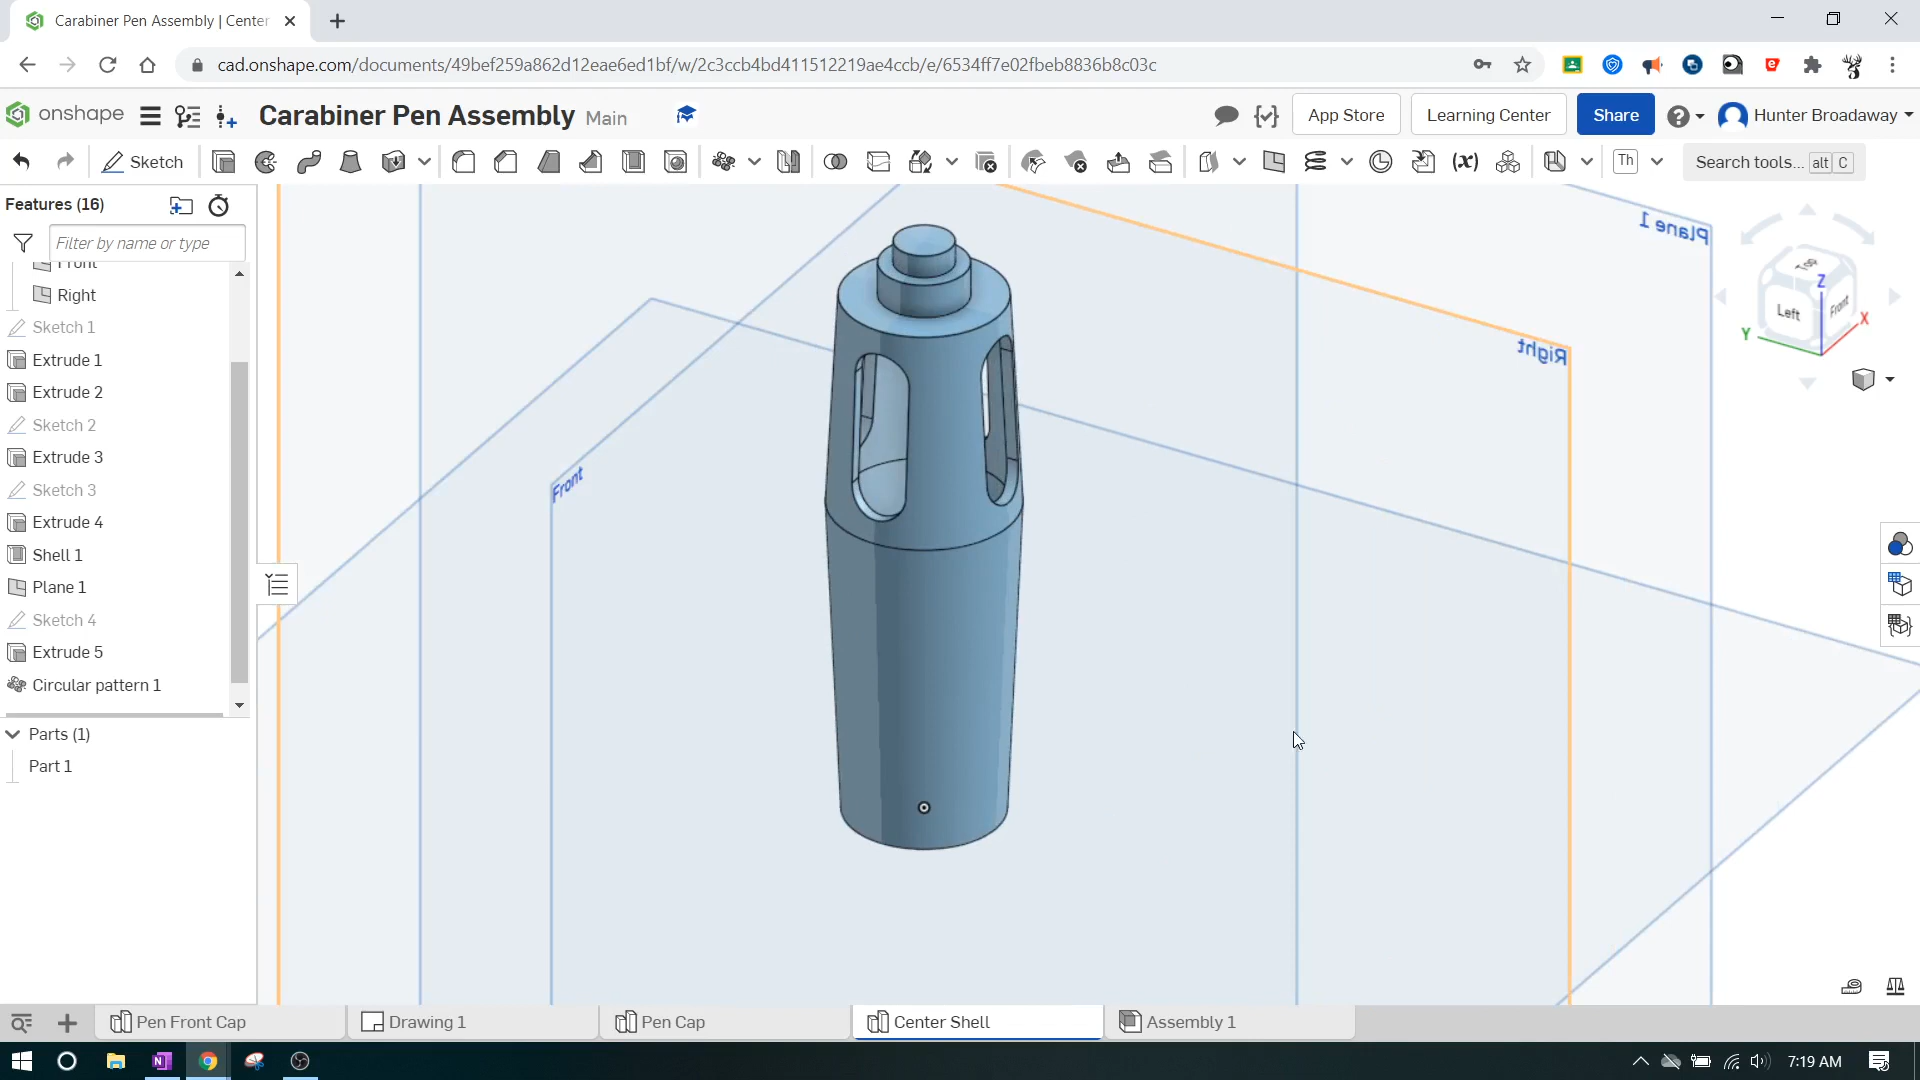 Carabiner Pen Assembly | Center
cad.onshape.com/documents/49bef259a862d12eae6ed1bf/w/2c3ccb4bd411512219ae4ccb/e/6534ff7e02fbeb8836b8c03c
onshape
Carabiner Pen Assembly Main
App Store
Learning Center
Share
Hunter Broadaway
Sketch
Th
Search tools... alt C
Features (16)
Filter by name or type
Front
Right
Sketch 1
Extrude 1
Extrude 2
Sketch 2
Extrude 3
Sketch 3
Extrude 4
Shell 1
Plane 1
Sketch 4
Extrude 5
Circular pattern 1
Parts (1)
Part 1
Front
Right
Plane 1
Top
Left
Front
Z
X
Y
Pen Front Cap
Drawing 1
Pen Cap
Center Shell
Assembly 1
7:19 AM